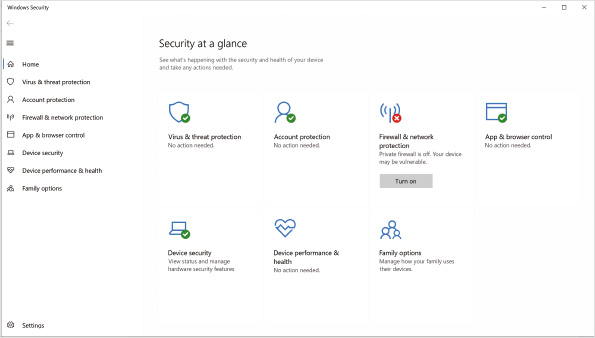 Windows Security
Home
Virus & threat protection
Account protection
Firewall & network protection
App & browser control
Device security
Device performance & health
Family options
Settings
Security at a glance
See what's happening with the security and health of your device
and take any actions needed.
Virus & threat protection
No action needed.
Account protection
No action needed.
Firewall & network
protection
Private firewall is off. Your device
may be vulnerable.
Turn on
App & browser control
No action needed.
Device security
View status and manage
hardware security features
Device performance &
health
No action needed.
Family options
Manage how your family uses
their devices.